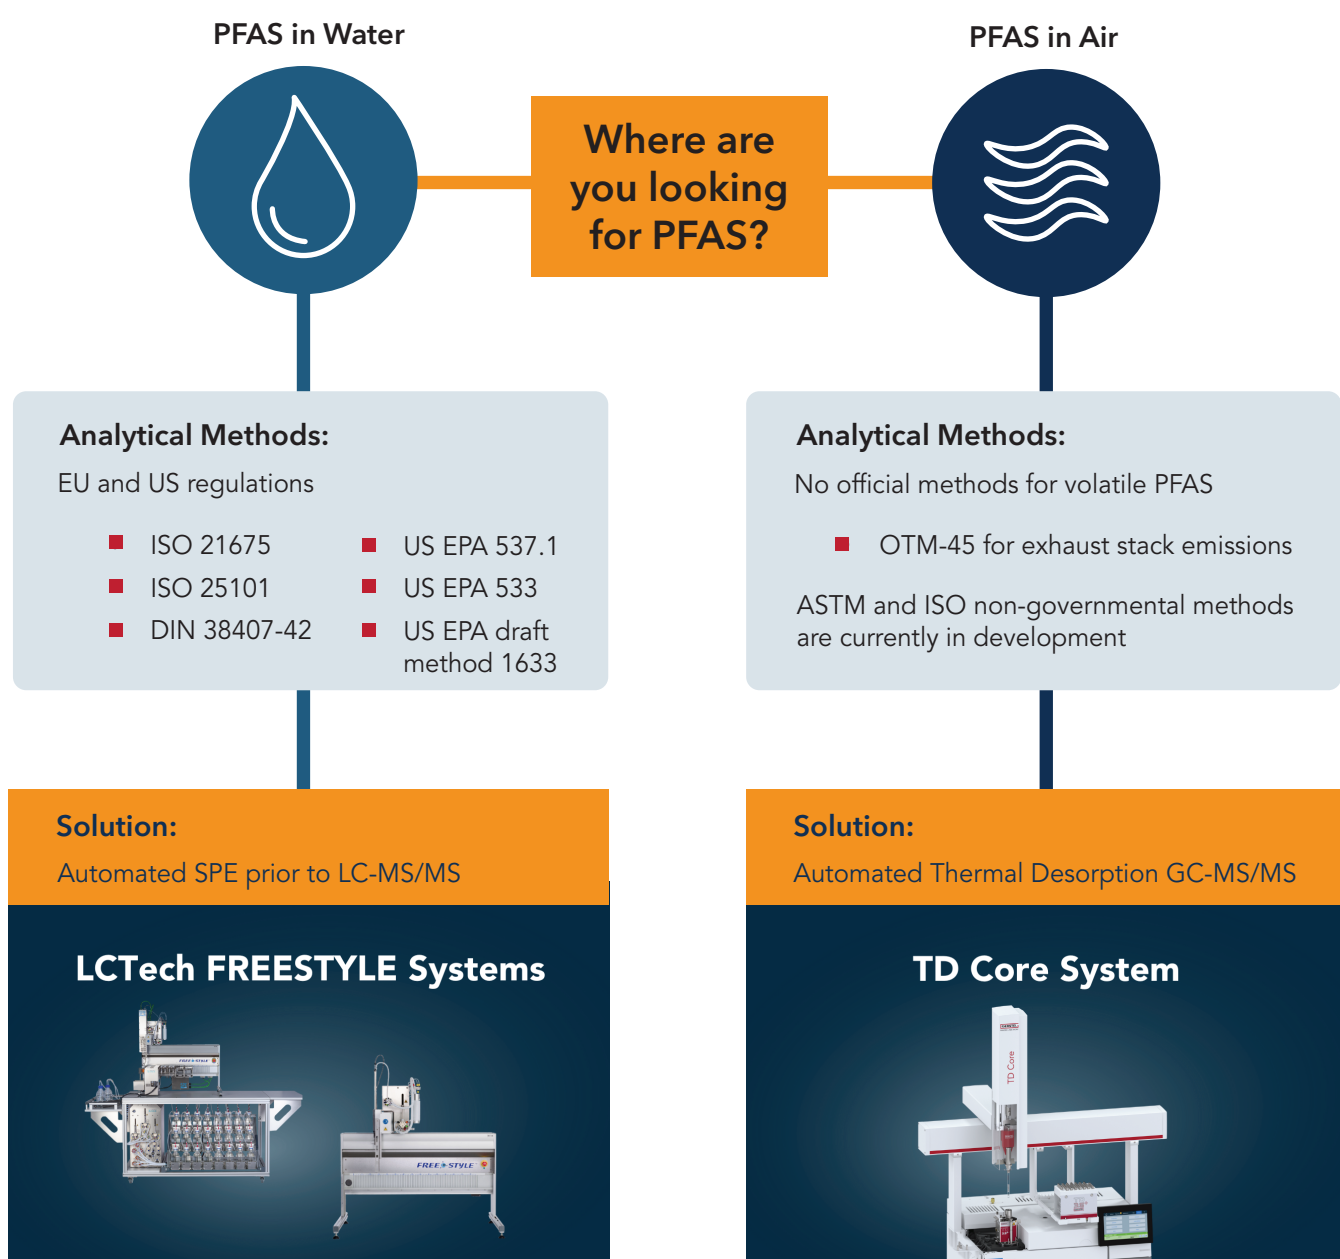 PFAS in Water
PFAS in Air
Where are
you looking
for PFAS?
Analytical Methods:
EU and US regulations
ISO 21675
ISO 25101
DIN 38407-42
US EPA 537.1
US EPA 533
US EPA draft
method 1633
Analytical Methods:
No official methods for volatile PFAS
OTM-45 for exhaust stack emissions
ASTM and ISO non-governmental methods
are currently in development
Solution:
Automated SPE prior to LC-MS/MS
LCTech FREESTYLE Systems
FREESTYLE
FREESTYLE
Solution:
Automated Thermal Desorption GC-MS/MS
TD Core System
TD Core